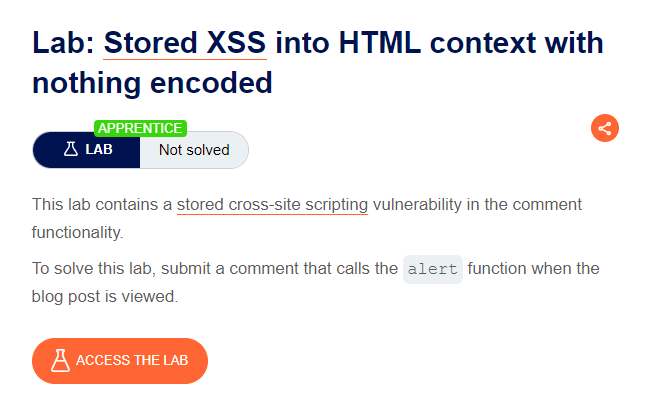 Lab: Stored XSS into HTML context with
nothing encoded
APPRENTICE
LAB
Not solved
This lab contains a stored cross-site scripting vulnerability in the comment
functionality.
To solve this lab, submit a comment that calls the alert function when the
blog post is viewed.
ACCESS THE LAB